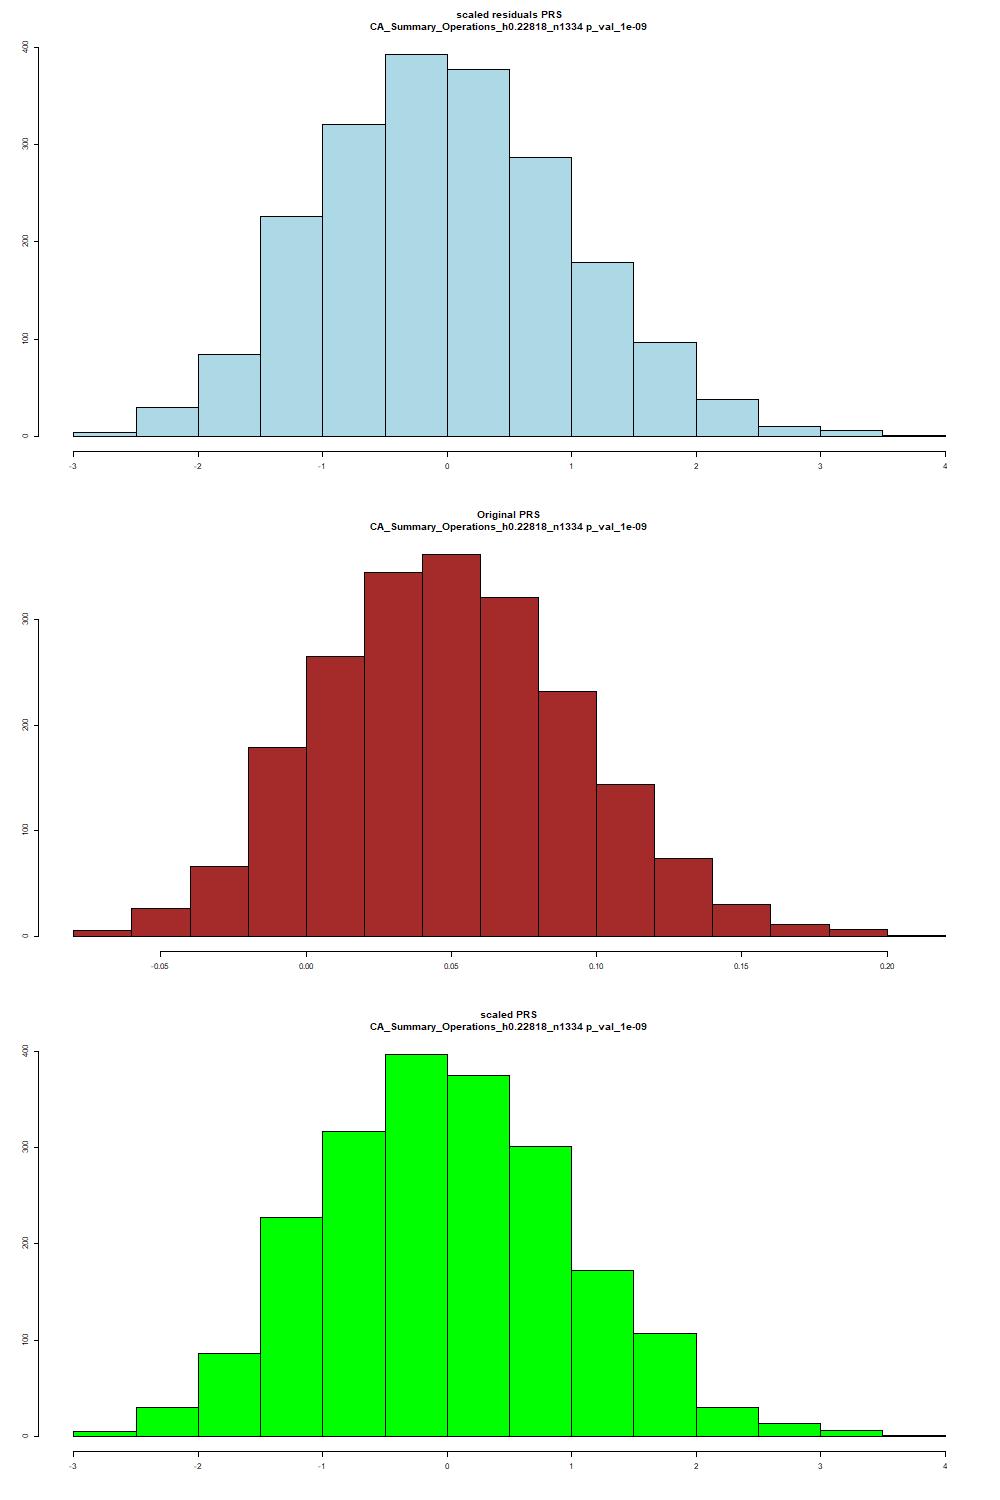 scaled residuals PRS
CA_Summary_Operations_h0.22818_n1334 p_val_1e-09
400
300
200
100
0
-3 -2 -1 0 1 2 3 4
Original PRS
CA_Summary_Operations_h0.22818_n1334 p_val_1e-09
300
200
100
0
-0.05 0.00 0.05 0.10 0.15 0.20
scaled PRS
CA_Summary_Operations_h0.22818_n1334 p_val_1e-09
400
300
200
100
0
-3 -2 -1 0 1 2 3 4